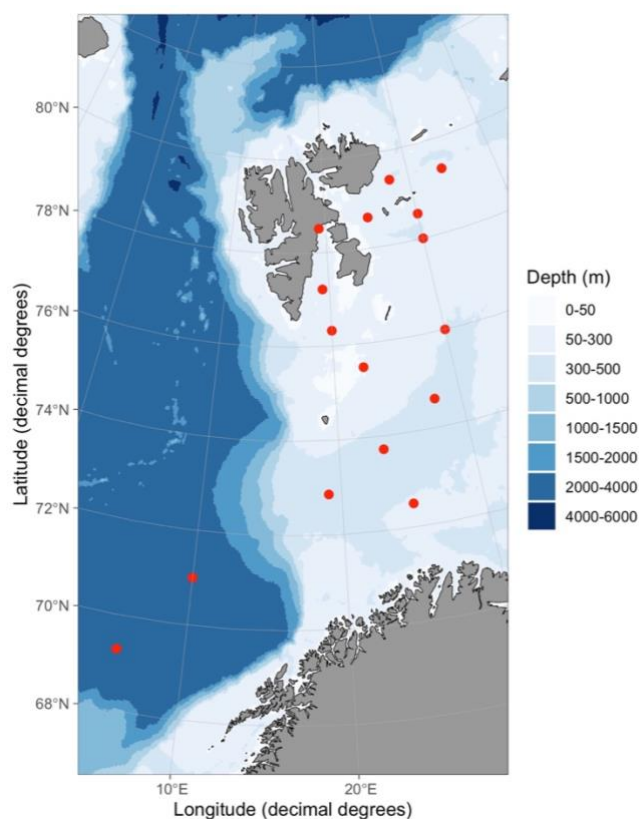 80°N
78°N
76°N
74°N
72°N
70°N
68°N
Latitude (decimal degrees)
10°E
20°E
Longitude (decimal degrees)
Depth (m)
0-50
50-300
300-500
500-1000
1000-1500
1500-2000
2000-4000
4000-6000